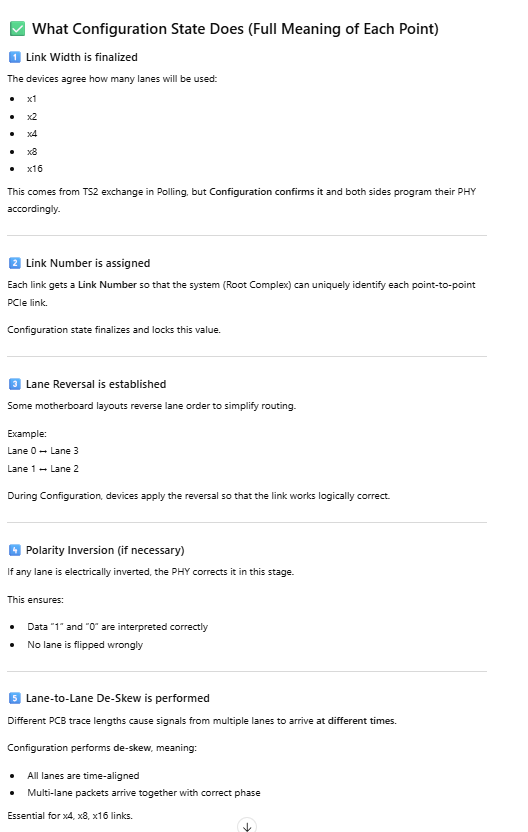 ✅ What Configuration State Does (Full Meaning of Each Point)
1 Link Width is finalized
The devices agree how many lanes will be used:
• x1
• x2
• x4
• x8
• x16
This comes from TS2 exchange in Polling, but Configuration confirms it and both sides program their PHY
accordingly.
2 Link Number is assigned
Each link gets a Link Number so that the system (Root Complex) can uniquely identify each point-to-point
PCIe link.
Configuration state finalizes and locks this value.
3 Lane Reversal is established
Some motherboard layouts reverse lane order to simplify routing.
Example:
Lane 0 ↔ Lane 3
Lane 1 ↔ Lane 2
During Configuration, devices apply the reversal so that the link works logically correct.
4 Polarity Inversion (if necessary)
If any lane is electrically inverted, the PHY corrects it in this stage.
This ensures:
• Data "1" and "0" are interpreted correctly
• No lane is flipped wrongly
5 Lane-to-Lane De-Skew is performed
Different PCB trace lengths cause signals from multiple lanes to arrive at different times.
Configuration performs de-skew, meaning:
• All lanes are time-aligned
• Multi-lane packets arrive together with correct phase
Essential for x4, x8, x16 links.